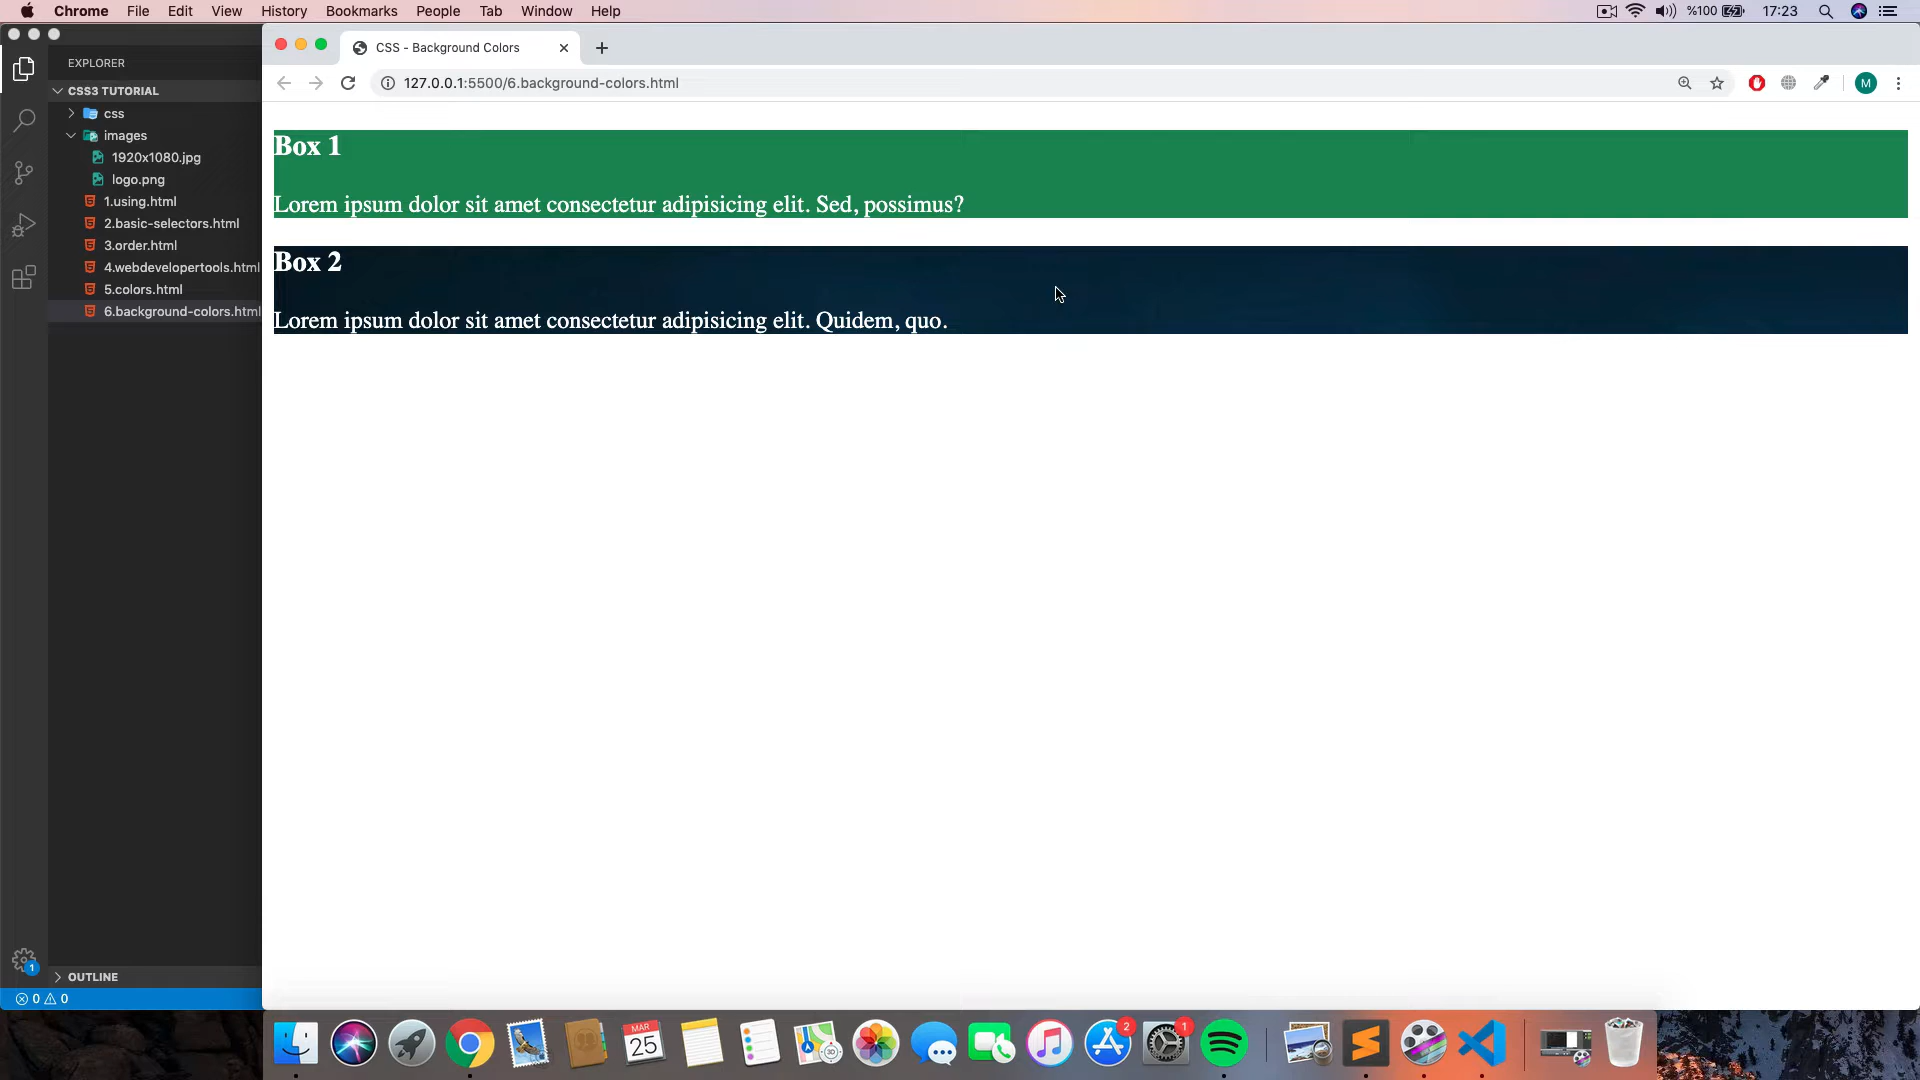 Chrome File Edit View History Bookmarks People Tab Window Help %100 17:23
EXPLORER
CSS3 TUTORIAL
css
images
1920x1080.jpg
logo.png
1.using.html
2.basic-selectors.html
3.order.html
4.webdevelopertools.html
5.colors.html
6.background-colors.html
OUTLINE
1
0 0
CSS - Background Colors
127.0.0.1:5500/6.background-colors.html
M
Box 1
Lorem ipsum dolor sit amet consectetur adipisicing elit. Sed, possimus?
Box 2
Lorem ipsum dolor sit amet consectetur adipisicing elit. Quidem, quo.
MAR
25
3D
2
1